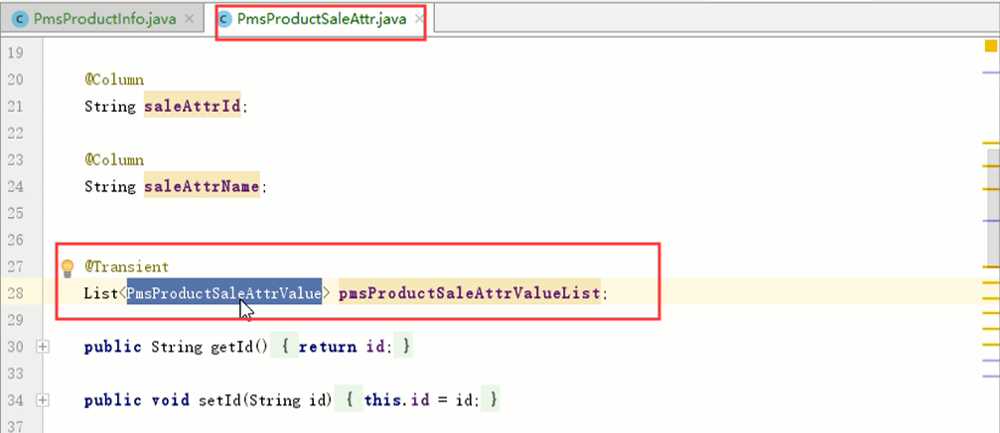 PmsProductInfo.java PmsProductSaleAttr.java
19
20 @Column
21 String saleAttrId;
22
23 @Column
24 String saleAttrName;
25
26
27 @Transient
28 List<PmsProductSaleAttrValue> pmsProductSaleAttrValueList;
29
30 public String getId() { return id; }
33
34 public void setId(String id) { this.id = id; }
37